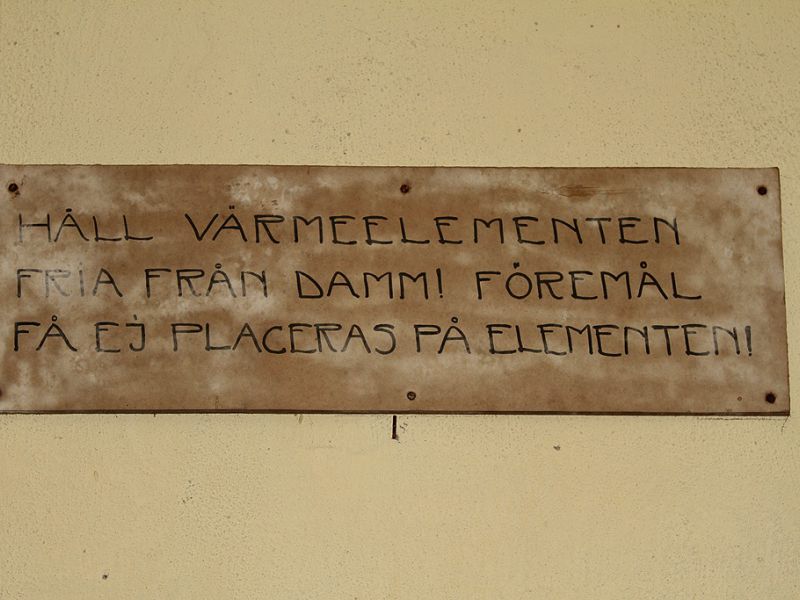 HÅLL VÄRMEELEMENTEN
FRIA FRÅN DAMM! FÖREMÅL
FÅ EJ PLACERAS PÅ ELEMENTEN!